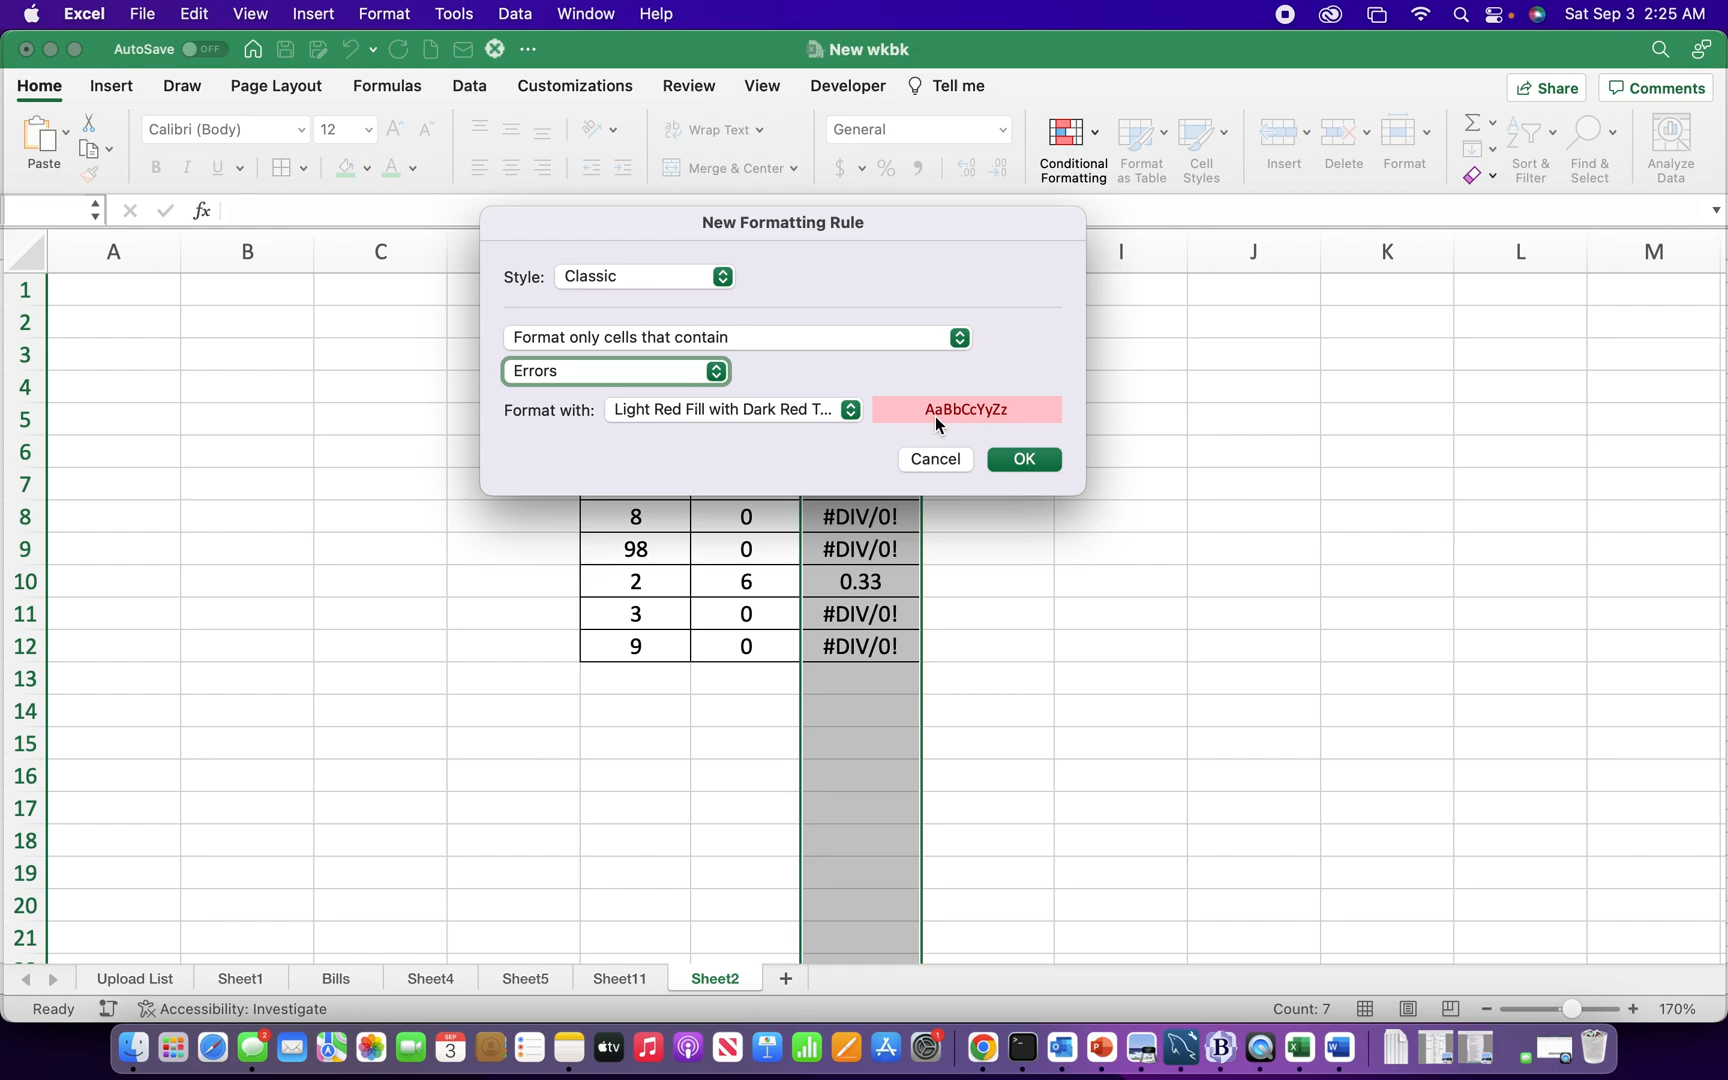 Excel File Edit View Insert Format Tools Data Window Help Sat Sep 3 2:25 AM
AutoSave OFF New wkbk
Home Insert Draw Page Layout Formulas Data Customizations Review View Developer Tell me Share Comments
Calibri (Body) 12 Wrap Text General
Paste B I U Merge & Center $ % Conditional Formatting Format as Table Cell Styles Insert Delete Format Sort & Filter Find & Select Analyze Data
fx
New Formatting Rule
Style: Classic
Format only cells that contain
Errors
Format with: Light Red Fill with Dark Red T... AaBbCcYyZz
Cancel OK
A B C I J K L M
1
2
3
4
5
6
7
8 8 0 #DIV/0!
9 98 0 #DIV/0!
10 2 6 0.33
11 3 0 #DIV/0!
12 9 0 #DIV/0!
13
14
15
16
17
18
19
20
21
Upload List Sheet1 Bills Sheet4 Sheet5 Sheet11 Sheet2 +
Ready Accessibility: Investigate Count: 7 170%
2 SEP 3 tv 1